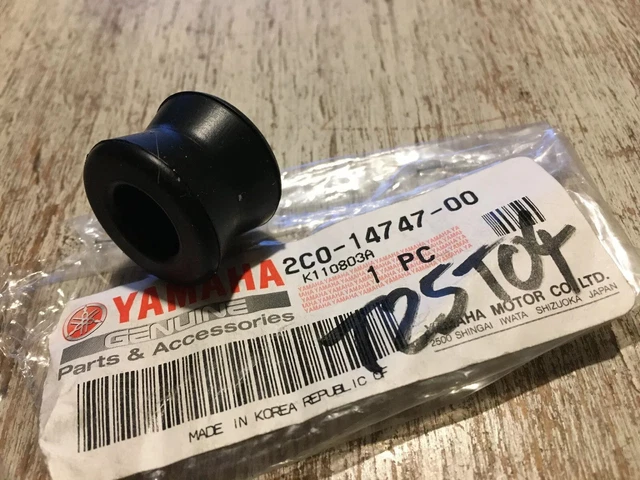 2C0-14747-00
K110803A
1 PC
YAMAHA
GENUINE
Parts & Accessories
TDST04
YAMAHA MOTOR CO.,LTD.
2500 SHINGAI IWATA SHIZUOKA JAPAN
MADE IN KOREA REPUBLIC OF